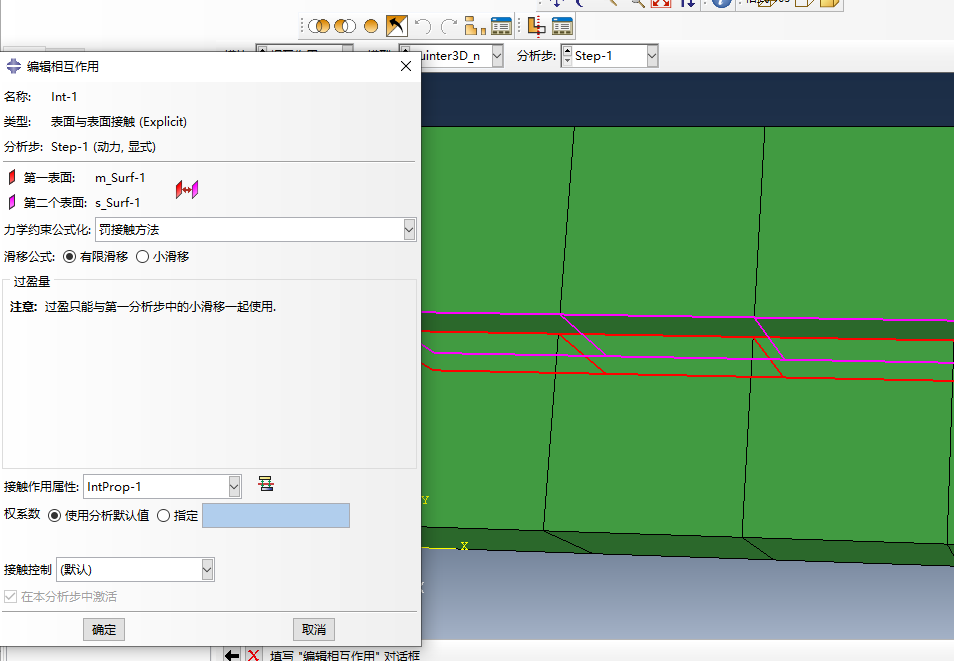 uinter3D_n
分析步:
Step-1
编辑相互作用
名称: Int-1
类型: 表面与表面接触 (Explicit)
分析步: Step-1 (动力, 显式)
第一表面: m_Surf-1
第二个表面: s_Surf-1
力学约束公式化: 罚接触方法
滑移公式: 有限滑移 小滑移
过盈量
注意: 过盈只能与第一分析步中的小滑移一起使用.
接触作用属性: IntProp-1
权系数 使用分析默认值 指定
接触控制 (默认)
在本分析步中激活
确定 取消
Y
X
填写 "编辑相互作用" 对话框